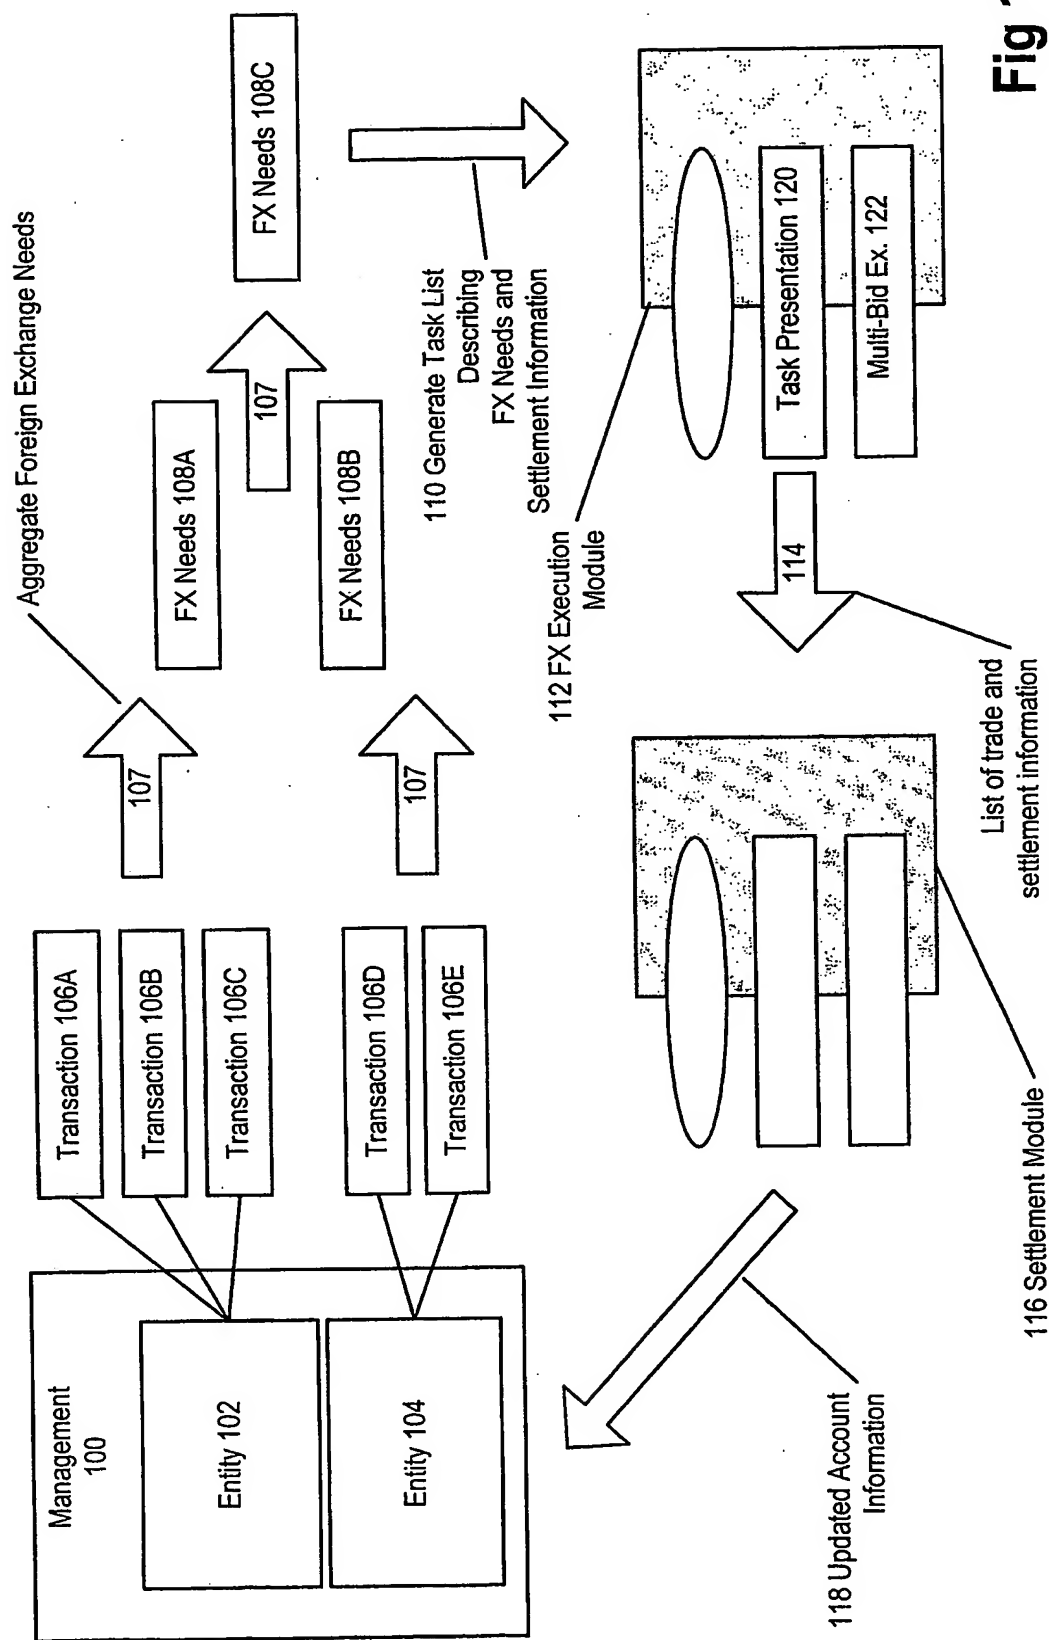 Management
100
Entity 102
Entity 104
Transaction 106A
Transaction 106B
Transaction 106C
Transaction 106D
Transaction 106E
107
107
Aggregate Foreign Exchange Needs
FX Needs 108A
FX Needs 108B
107
FX Needs 108C
110 Generate Task List
Describing
FX Needs and
Settlement Information
112 FX Execution
Module
Task Presentation 120
Multi-Bid Ex. 122
114
List of trade and
settlement information
116 Settlement Module
118 Updated Account
Information
Fig